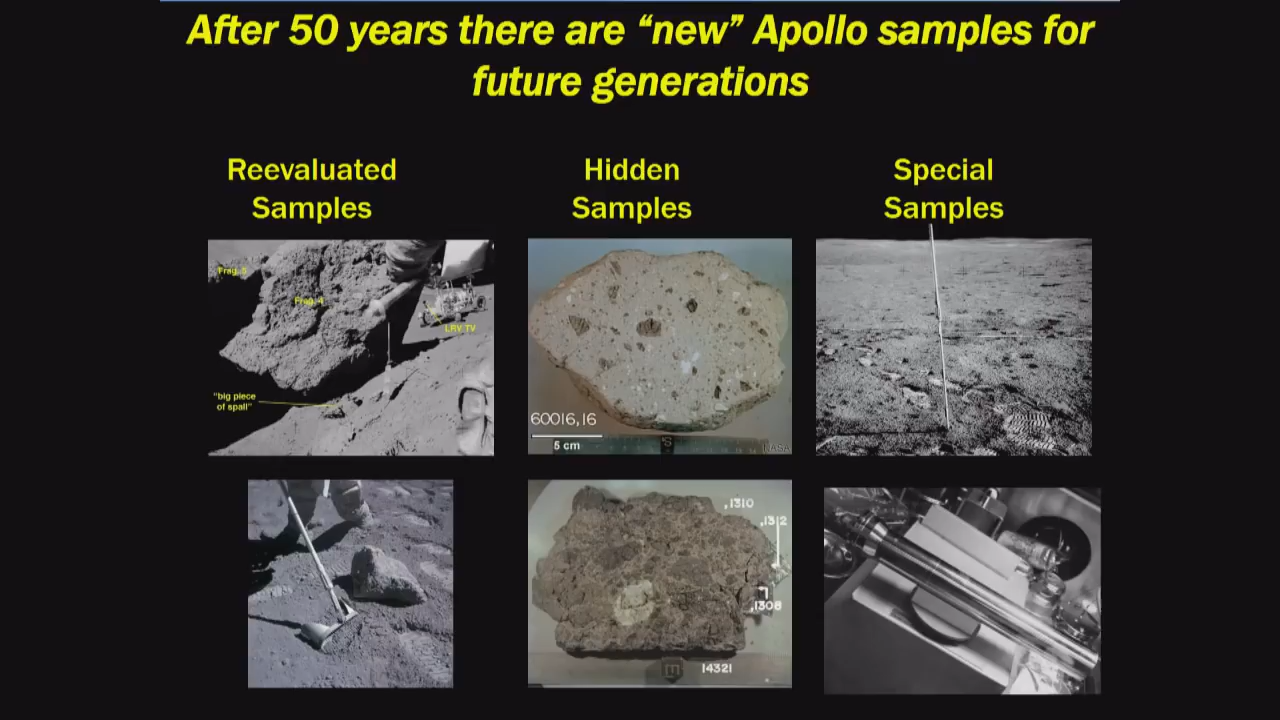 After 50 years there are “new” Apollo samples for
future generations
Reevaluated
Samples
Hidden
Samples
Special
Samples
Frag. 5
Frag. 4
LRV TV
"big piece
of spall"
60016,16
5 cm
NASA
,1310
,1312
,1308
14321